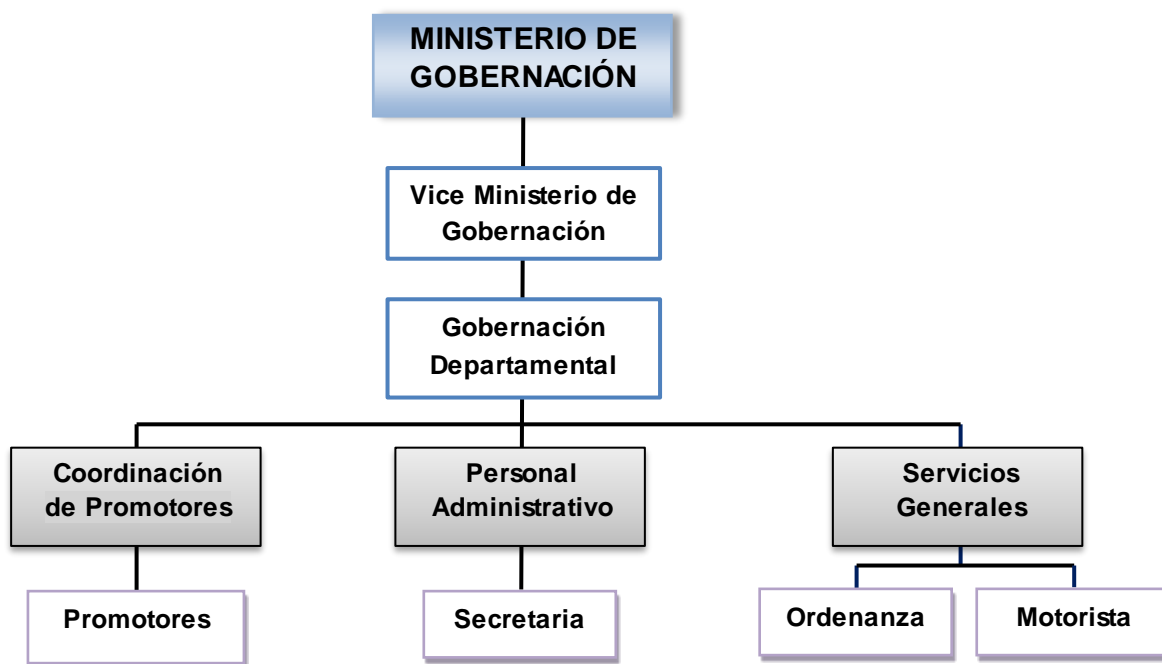 MINISTERIO DE
GOBERNACIÓN
Vice Ministerio de
Gobernación
Gobernación
Departamental
Coordinación
de Promotores
Personal
Administrativo
Servicios
Generales
Promotores
Secretaria
Ordenanza
Motorista